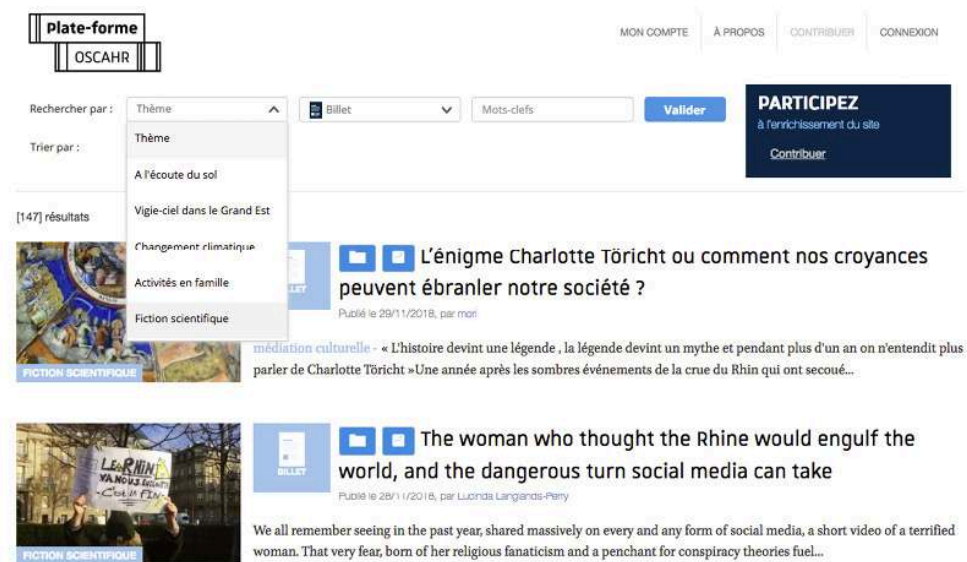 Plate-forme
OSCAHR
MON COMPTE À PROPOS CONTRIBUER CONNEXION
Rechercher par : Thème Billet Mots-clefs Valider
PARTICIPEZ
à l'enrichissement du site
Contribuer
Trier par :
Thème
A l'écoute du sol
Vigie-ciel dans le Grand Est
Changement climatique
Activités en famille
Fiction scientifique
[147] résultats
L'énigme Charlotte Töricht ou comment nos croyances
peuvent ébranler notre société ?
Publié le 29/11/2018, par mori
médiation culturelle - « L'histoire devint une légende , la légende devint un mythe et pendant plus d'un an on n'entendit plus
parler de Charlotte Töricht »Une année après les sombres événements de la crue du Rhin qui ont secoué...
FICTION SCIENTIFIQUE
LE RHIN
VA NOUS
C'est la FIN
BILLET
The woman who thought the Rhine would engulf the
world, and the dangerous turn social media can take
Publié le 28/11/2018, par Lucinda Langlands-Perry
We all remember seeing in the past year, shared massively on every and any form of social media, a short video of a terrified
woman. That very fear, born of her religious fanaticism and a penchant for conspiracy theories fuel...
FICTION SCIENTIFIQUE